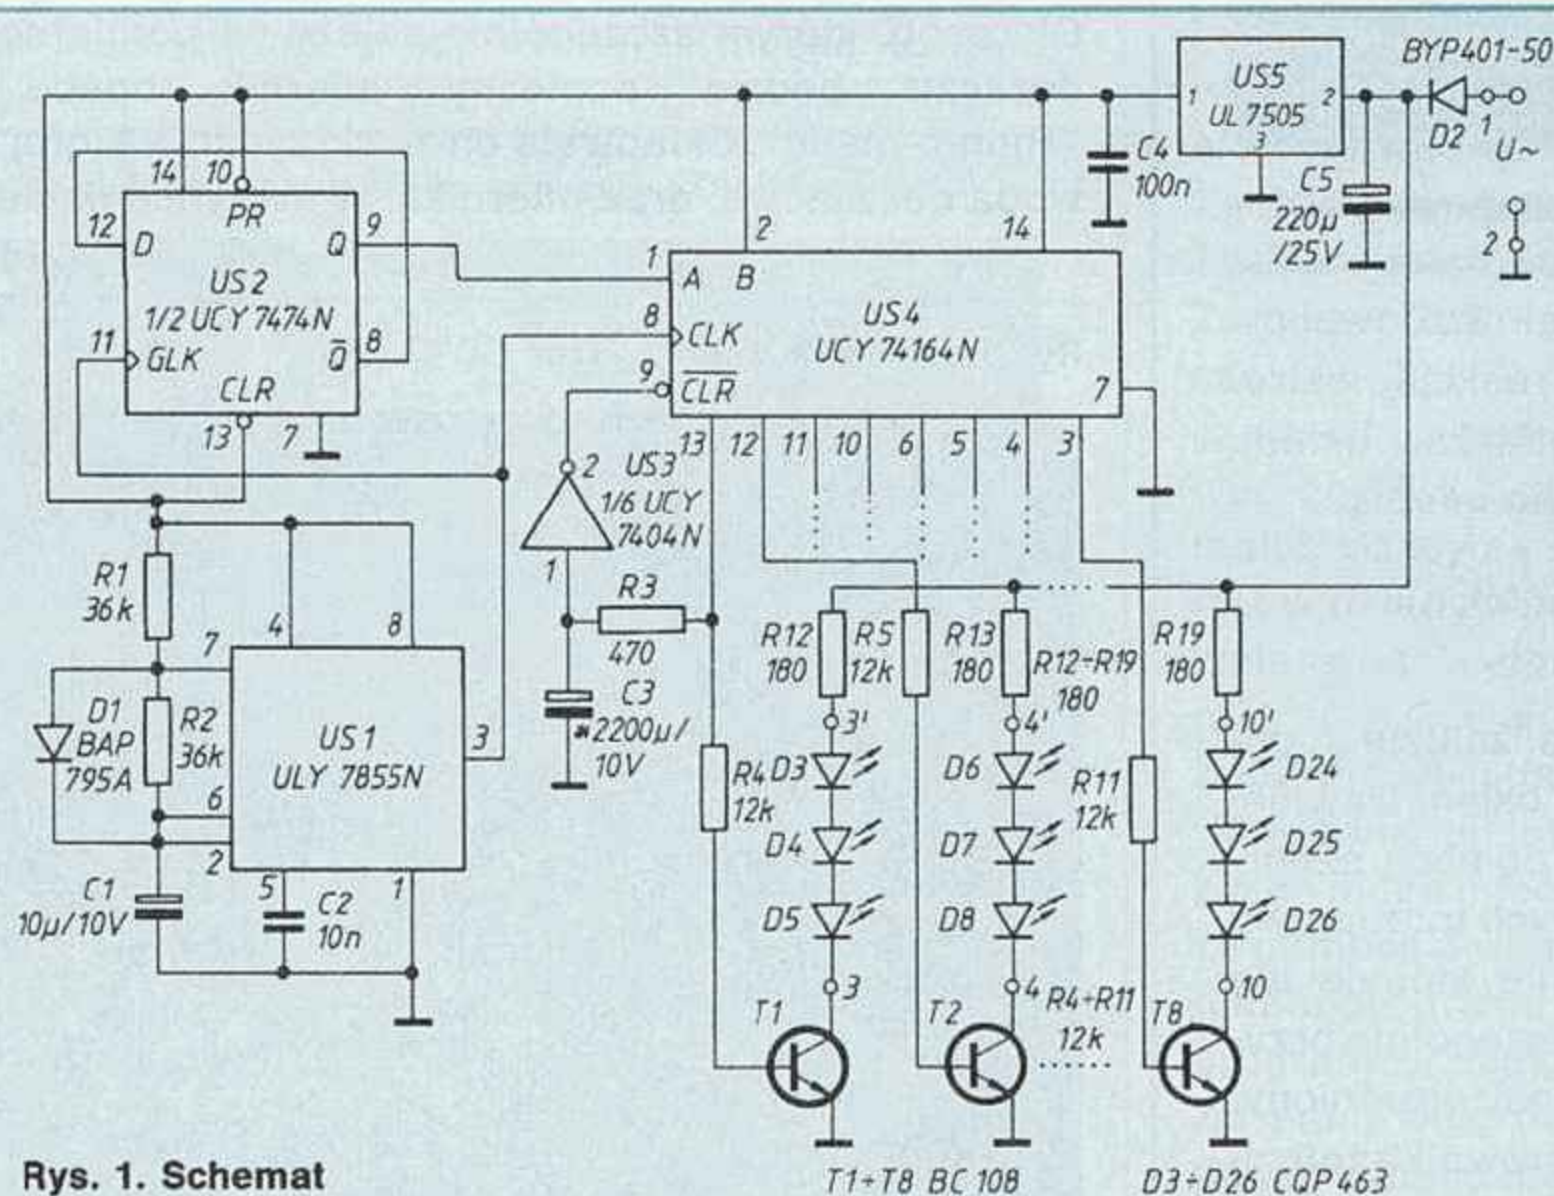 BYP401-50
US5
1
2
UL 7505
3
D2
1
U~
2
C4
100n
C5
220µ
/25V
14
10
PR
12
D
Q
9
US2
1/2 UCY 7474N
11
GLK
Q̅
8
CLR
13
7
2
14
1
A
B
US4
8
CLK
UCY 74164N
9
C̅L̅R̅
7
13
12
11
10
6
5
4
3
2
US3
1/6 UCY
7404N
1
R1
36k
4
8
7
D1
BAP
795A
R2
36k
US1
ULY 7855N
3
6
2
5
1
C1
10µ/10V
C2
10n
R3
470
C3
*2200µ/
10V
R4
12k
R12
180
R5
12k
R13
180
R12-R19
180
R19
180
3'
4'
10'
D3
D6
R11
12k
D24
D4
D7
D25
D5
D8
D26
3
4
10
T1
T2
R4÷R11
12k
T8
Rys. 1. Schemat
T1÷T8 BC 108
D3÷D26 CQP463